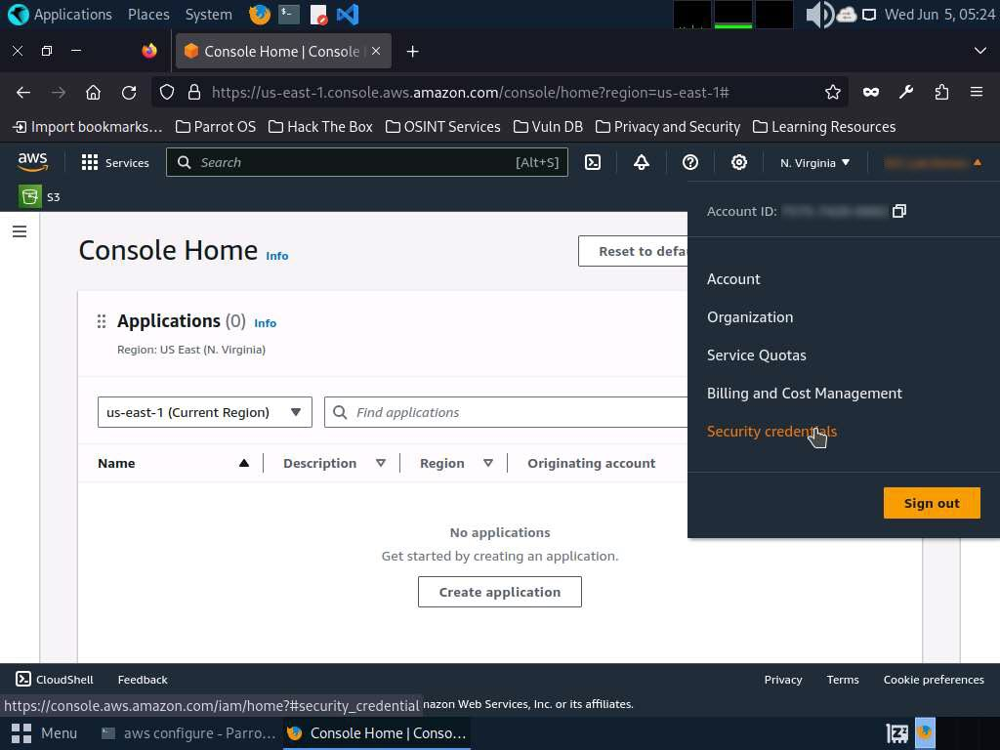 Applications Places System
Wed Jun 5, 05:24
Console Home | Console
https://us-east-1.console.aws.amazon.com/console/home?region=us-east-1#
Import bookmarks… Parrot OS Hack The Box OSINT Services Vuln DB Privacy and Security Learning Resources
aws Services Search [Alt+S] N. Virginia
S3
Account ID:
Console Home Info
Reset to defau
Account
Applications (0) Info
Organization
Region: US East (N. Virginia)
Service Quotas
Billing and Cost Management
us-east-1 (Current Region) Find applications
Security credentials
Name Description Region Originating account
Sign out
No applications
Get started by creating an application.
Create application
CloudShell Feedback Privacy Terms Cookie preferences
https://console.aws.amazon.com/iam/home?#security_credential
nazon Web Services, Inc. or its affiliates.
Menu aws configure - Parro... Console Home | Conso...